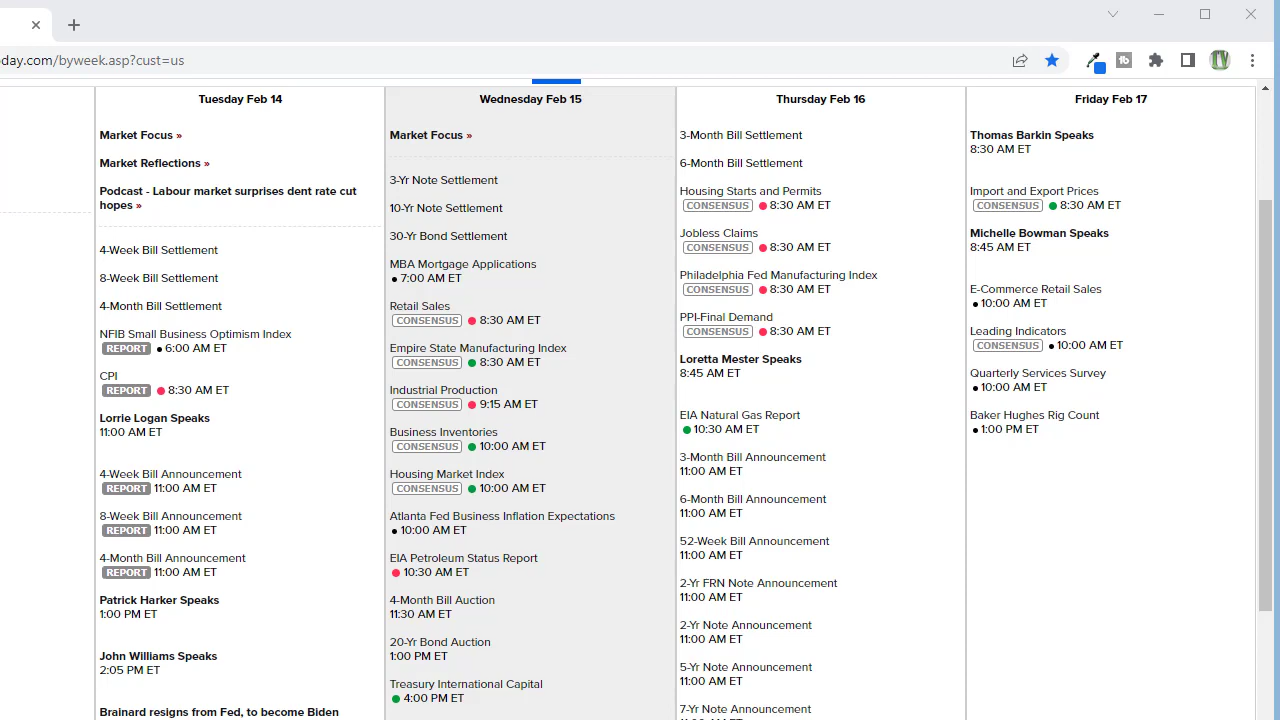 day.com/byweek.asp?cust=us
Tuesday Feb 14
Market Focus »
Market Reflections »
Podcast - Labour market surprises dent rate cut
hopes »
4-Week Bill Settlement
8-Week Bill Settlement
4-Month Bill Settlement
NFIB Small Business Optimism Index
REPORT • 6:00 AM ET
CPI
REPORT • 8:30 AM ET
Lorrie Logan Speaks
11:00 AM ET
4-Week Bill Announcement
REPORT 11:00 AM ET
8-Week Bill Announcement
REPORT 11:00 AM ET
4-Month Bill Announcement
REPORT 11:00 AM ET
Patrick Harker Speaks
1:00 PM ET
John Williams Speaks
2:05 PM ET
Brainard resigns from Fed, to become Biden
Wednesday Feb 15
Market Focus »
3-Yr Note Settlement
10-Yr Note Settlement
30-Yr Bond Settlement
MBA Mortgage Applications
• 7:00 AM ET
Retail Sales
CONSENSUS • 8:30 AM ET
Empire State Manufacturing Index
CONSENSUS • 8:30 AM ET
Industrial Production
CONSENSUS • 9:15 AM ET
Business Inventories
CONSENSUS • 10:00 AM ET
Housing Market Index
CONSENSUS • 10:00 AM ET
Atlanta Fed Business Inflation Expectations
• 10:00 AM ET
EIA Petroleum Status Report
• 10:30 AM ET
4-Month Bill Auction
11:30 AM ET
20-Yr Bond Auction
1:00 PM ET
Treasury International Capital
• 4:00 PM ET
Thursday Feb 16
3-Month Bill Settlement
6-Month Bill Settlement
Housing Starts and Permits
CONSENSUS • 8:30 AM ET
Jobless Claims
CONSENSUS • 8:30 AM ET
Philadelphia Fed Manufacturing Index
CONSENSUS • 8:30 AM ET
PPI-Final Demand
CONSENSUS • 8:30 AM ET
Loretta Mester Speaks
8:45 AM ET
EIA Natural Gas Report
• 10:30 AM ET
3-Month Bill Announcement
11:00 AM ET
6-Month Bill Announcement
11:00 AM ET
52-Week Bill Announcement
11:00 AM ET
2-Yr FRN Note Announcement
11:00 AM ET
2-Yr Note Announcement
11:00 AM ET
5-Yr Note Announcement
11:00 AM ET
7-Yr Note Announcement
Friday Feb 17
Thomas Barkin Speaks
8:30 AM ET
Import and Export Prices
CONSENSUS • 8:30 AM ET
Michelle Bowman Speaks
8:45 AM ET
E-Commerce Retail Sales
• 10:00 AM ET
Leading Indicators
CONSENSUS • 10:00 AM ET
Quarterly Services Survey
• 10:00 AM ET
Baker Hughes Rig Count
• 1:00 PM ET